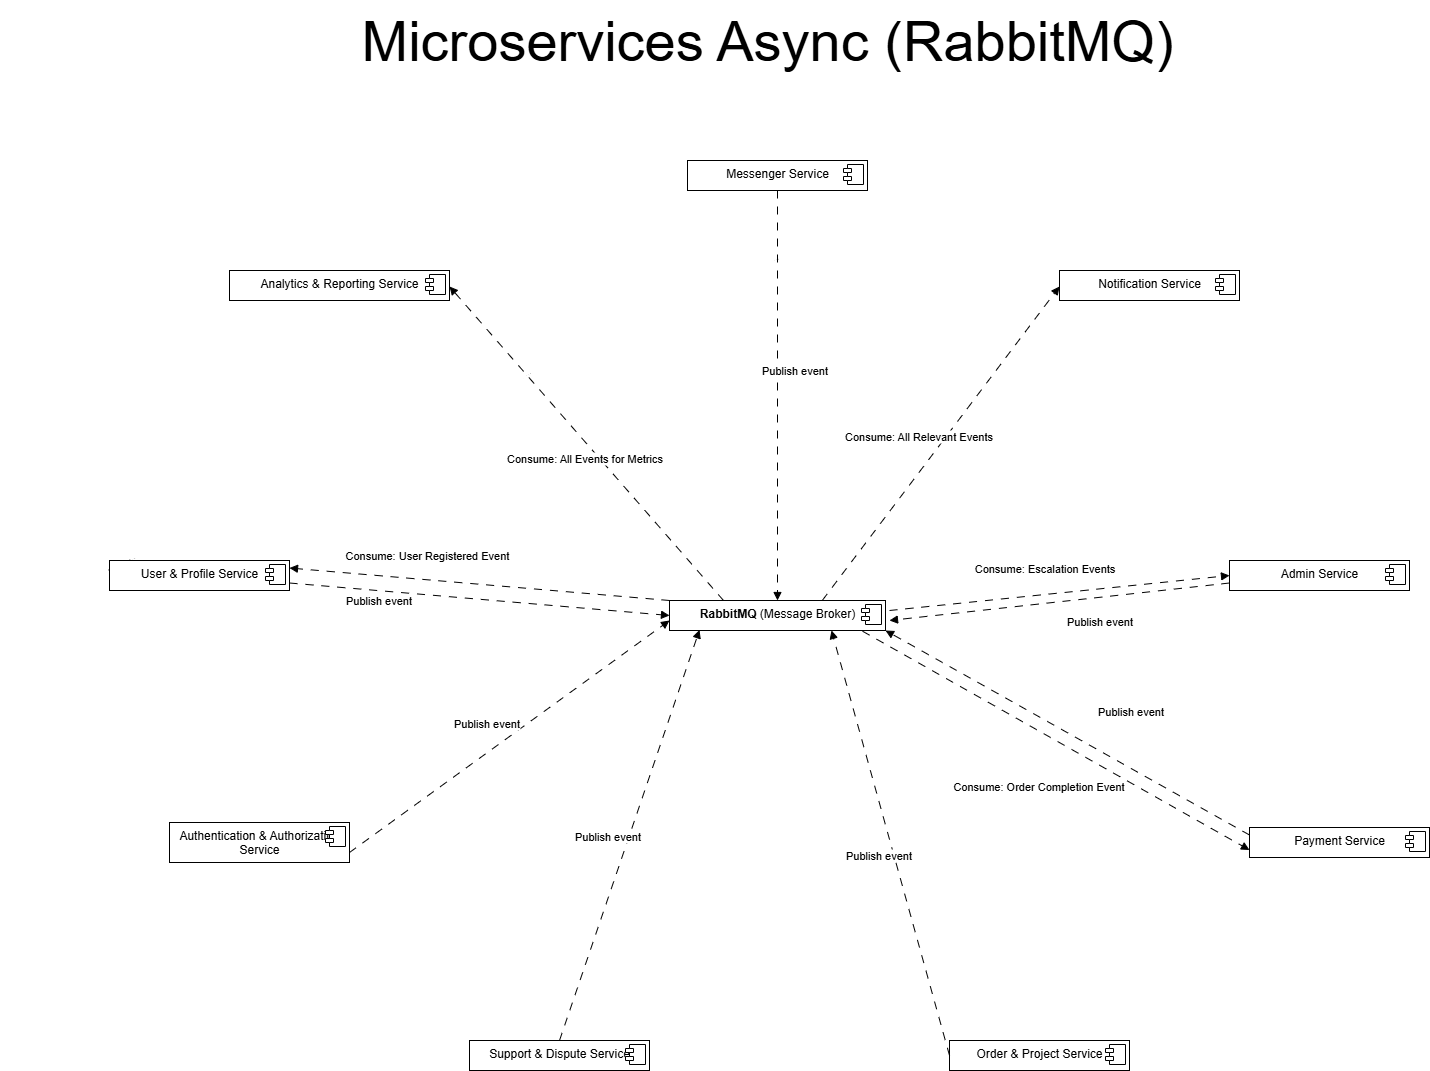 Microservices Async (RabbitMQ)
Messenger Service
Analytics & Reporting Service
Notification Service
Publish event
Consume: All Relevant Events
Consume: All Events for Metrics
Consume: User Registered Event
User & Profile Service
Publish event
Consume: Escalation Events
Admin Service
RabbitMQ (Message Broker)
Publish event
Publish event
Publish event
Consume: Order Completion Event
Authentication & Authorizati
Service
Publish event
Publish event
Payment Service
Support & Dispute Service
Order & Project Service